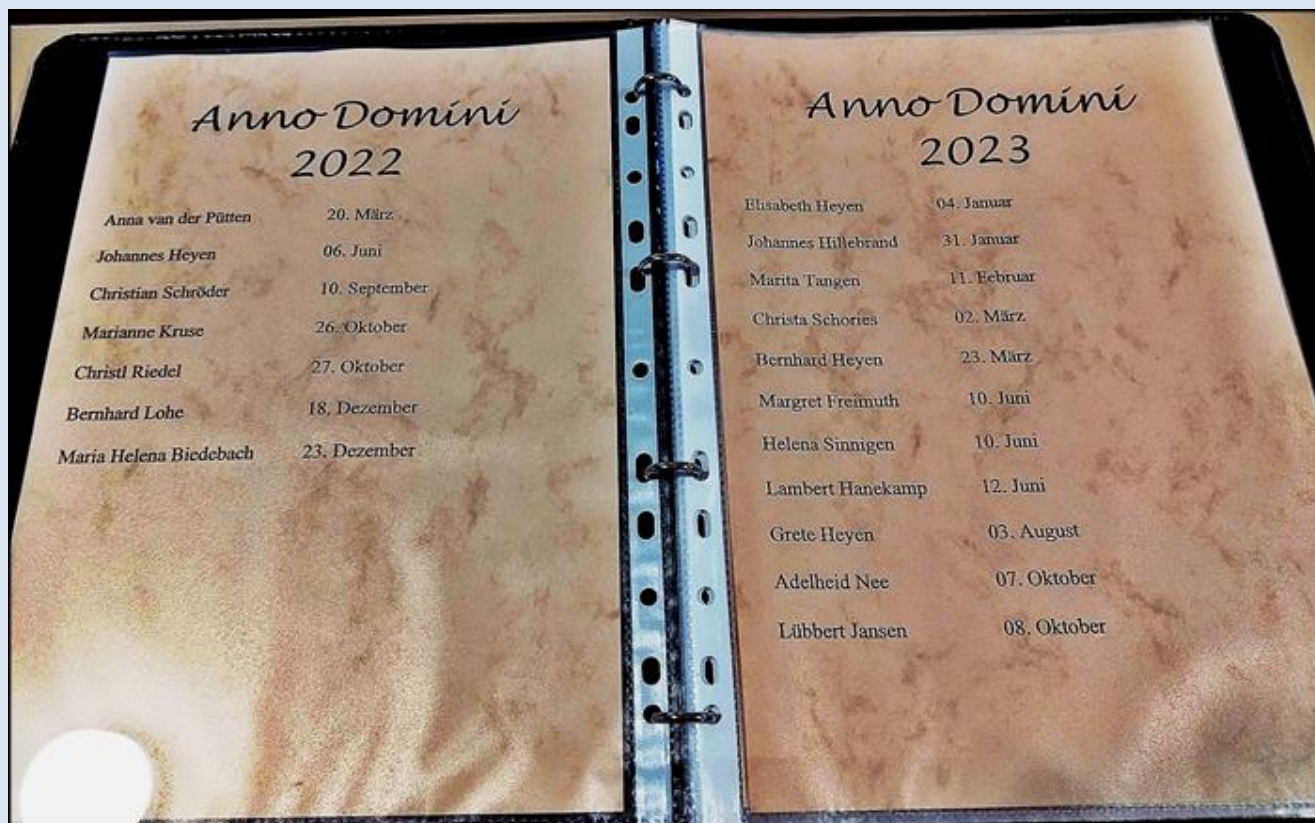 Anno Domini
2022
Anna van der Pütten 20. März
Johannes Heyen 06. Juni
Christian Schröder 10. September
Marianne Kruse 26. Oktober
Christl Riedel 27. Oktober
Bernhard Lohe 18. Dezember
Maria Helena Biedebach 23. Dezember
Anno Domini
2023
Elisabeth Heyen 04. Januar
Johannes Hillebrand 31. Januar
Marita Tangen 11. Februar
Christa Schories 02. März
Bernhard Heyen 23. März
Margret Freimuth 10. Juni
Helena Sinnigen 10. Juni
Lambert Hanekamp 12. Juni
Grete Heyen 03. August
Adelheid Nee 07. Oktober
Lübbert Jansen 08. Oktober